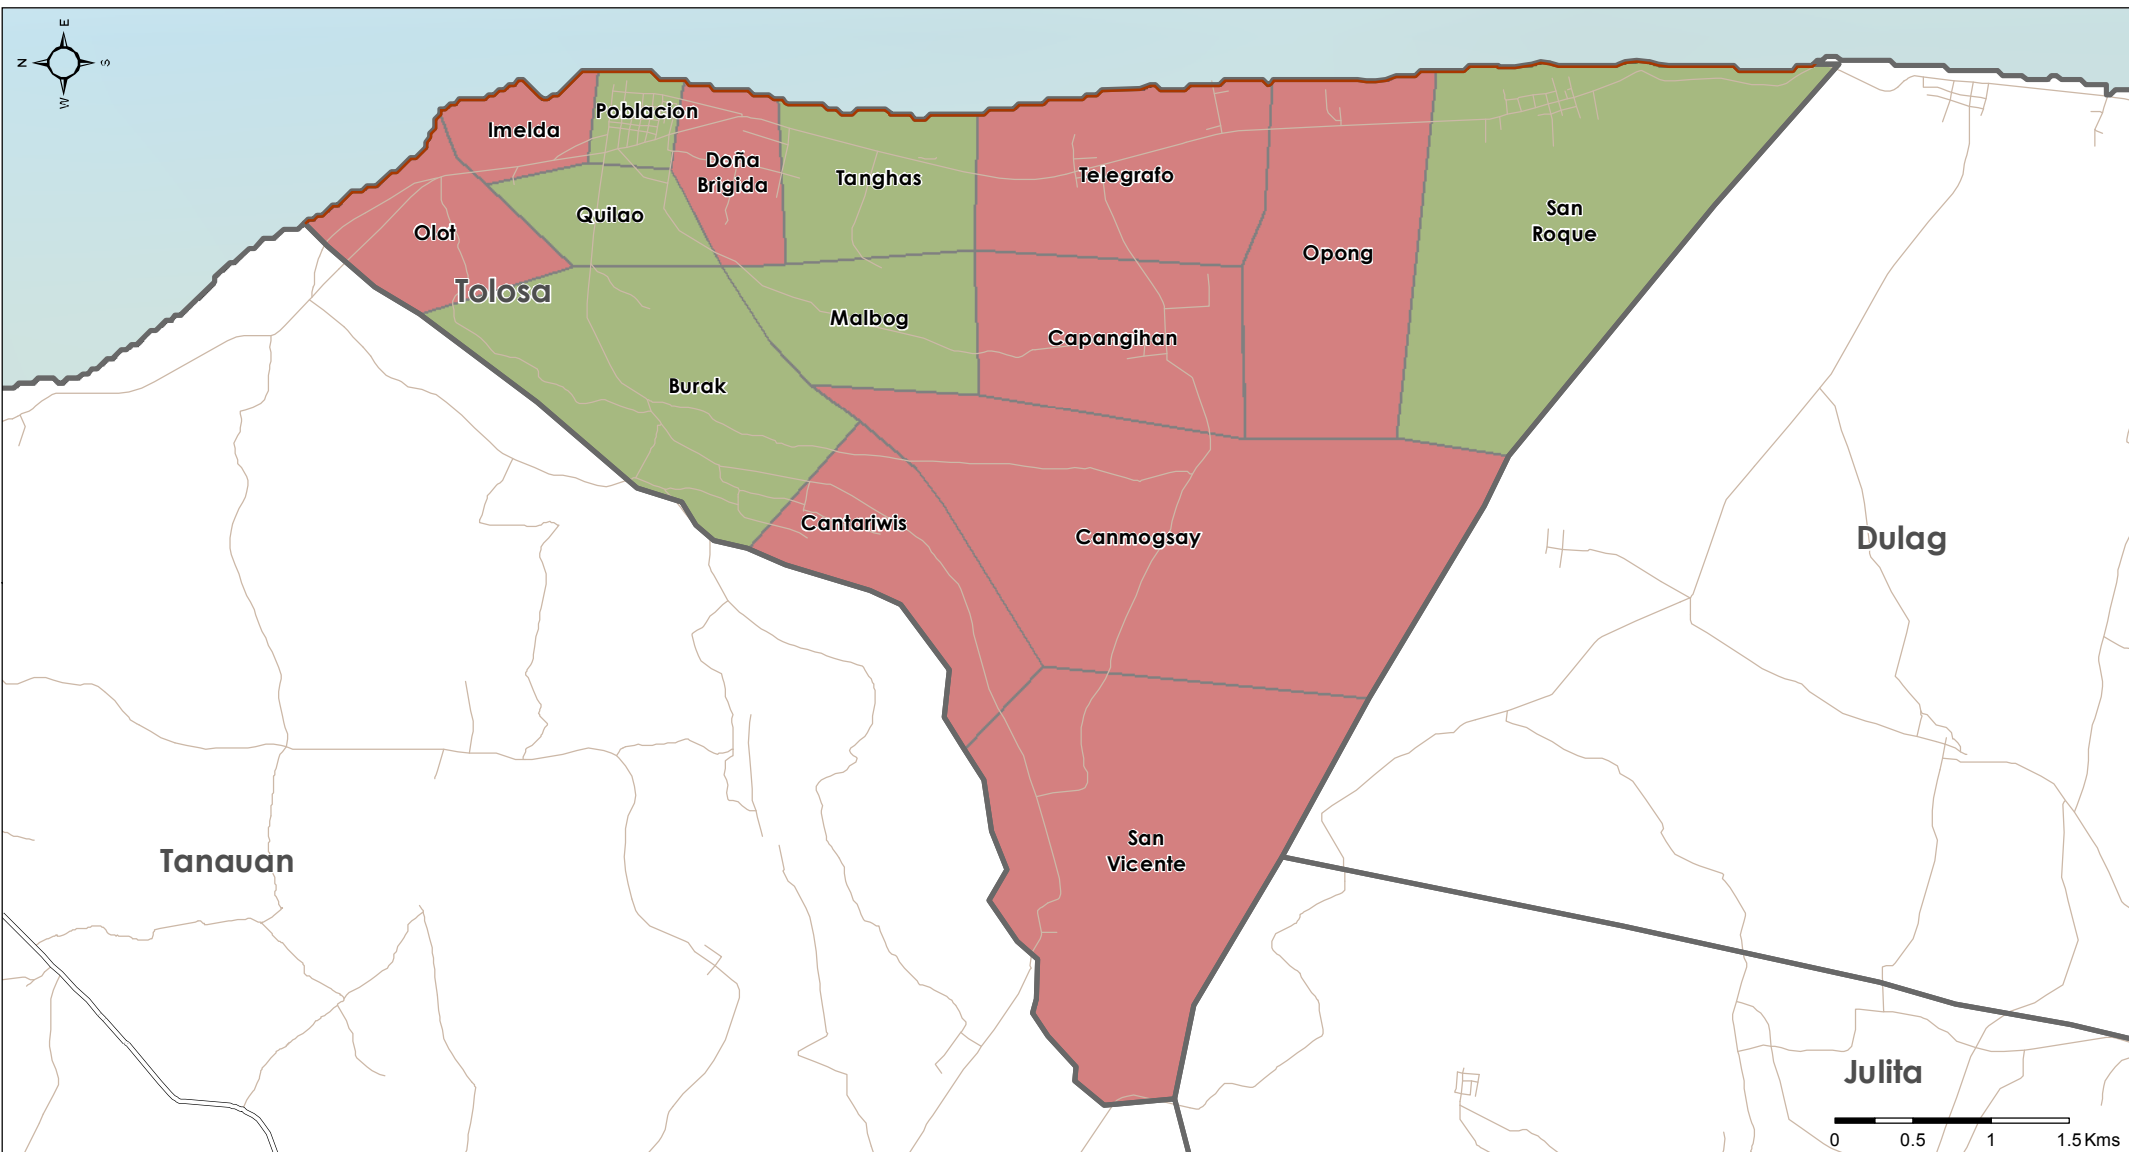 E
N
S
W
Poblacion
Imelda
Doña
Brigida
Tanghas
Telegrafo
San
Roque
Quilao
Olot
Opong
Tolosa
Malbog
Capangihan
Burak
Cantariwis
Canmogsay
Dulag
San
Vicente
Tanauan
Julita
0 0.5 1 1.5 Kms